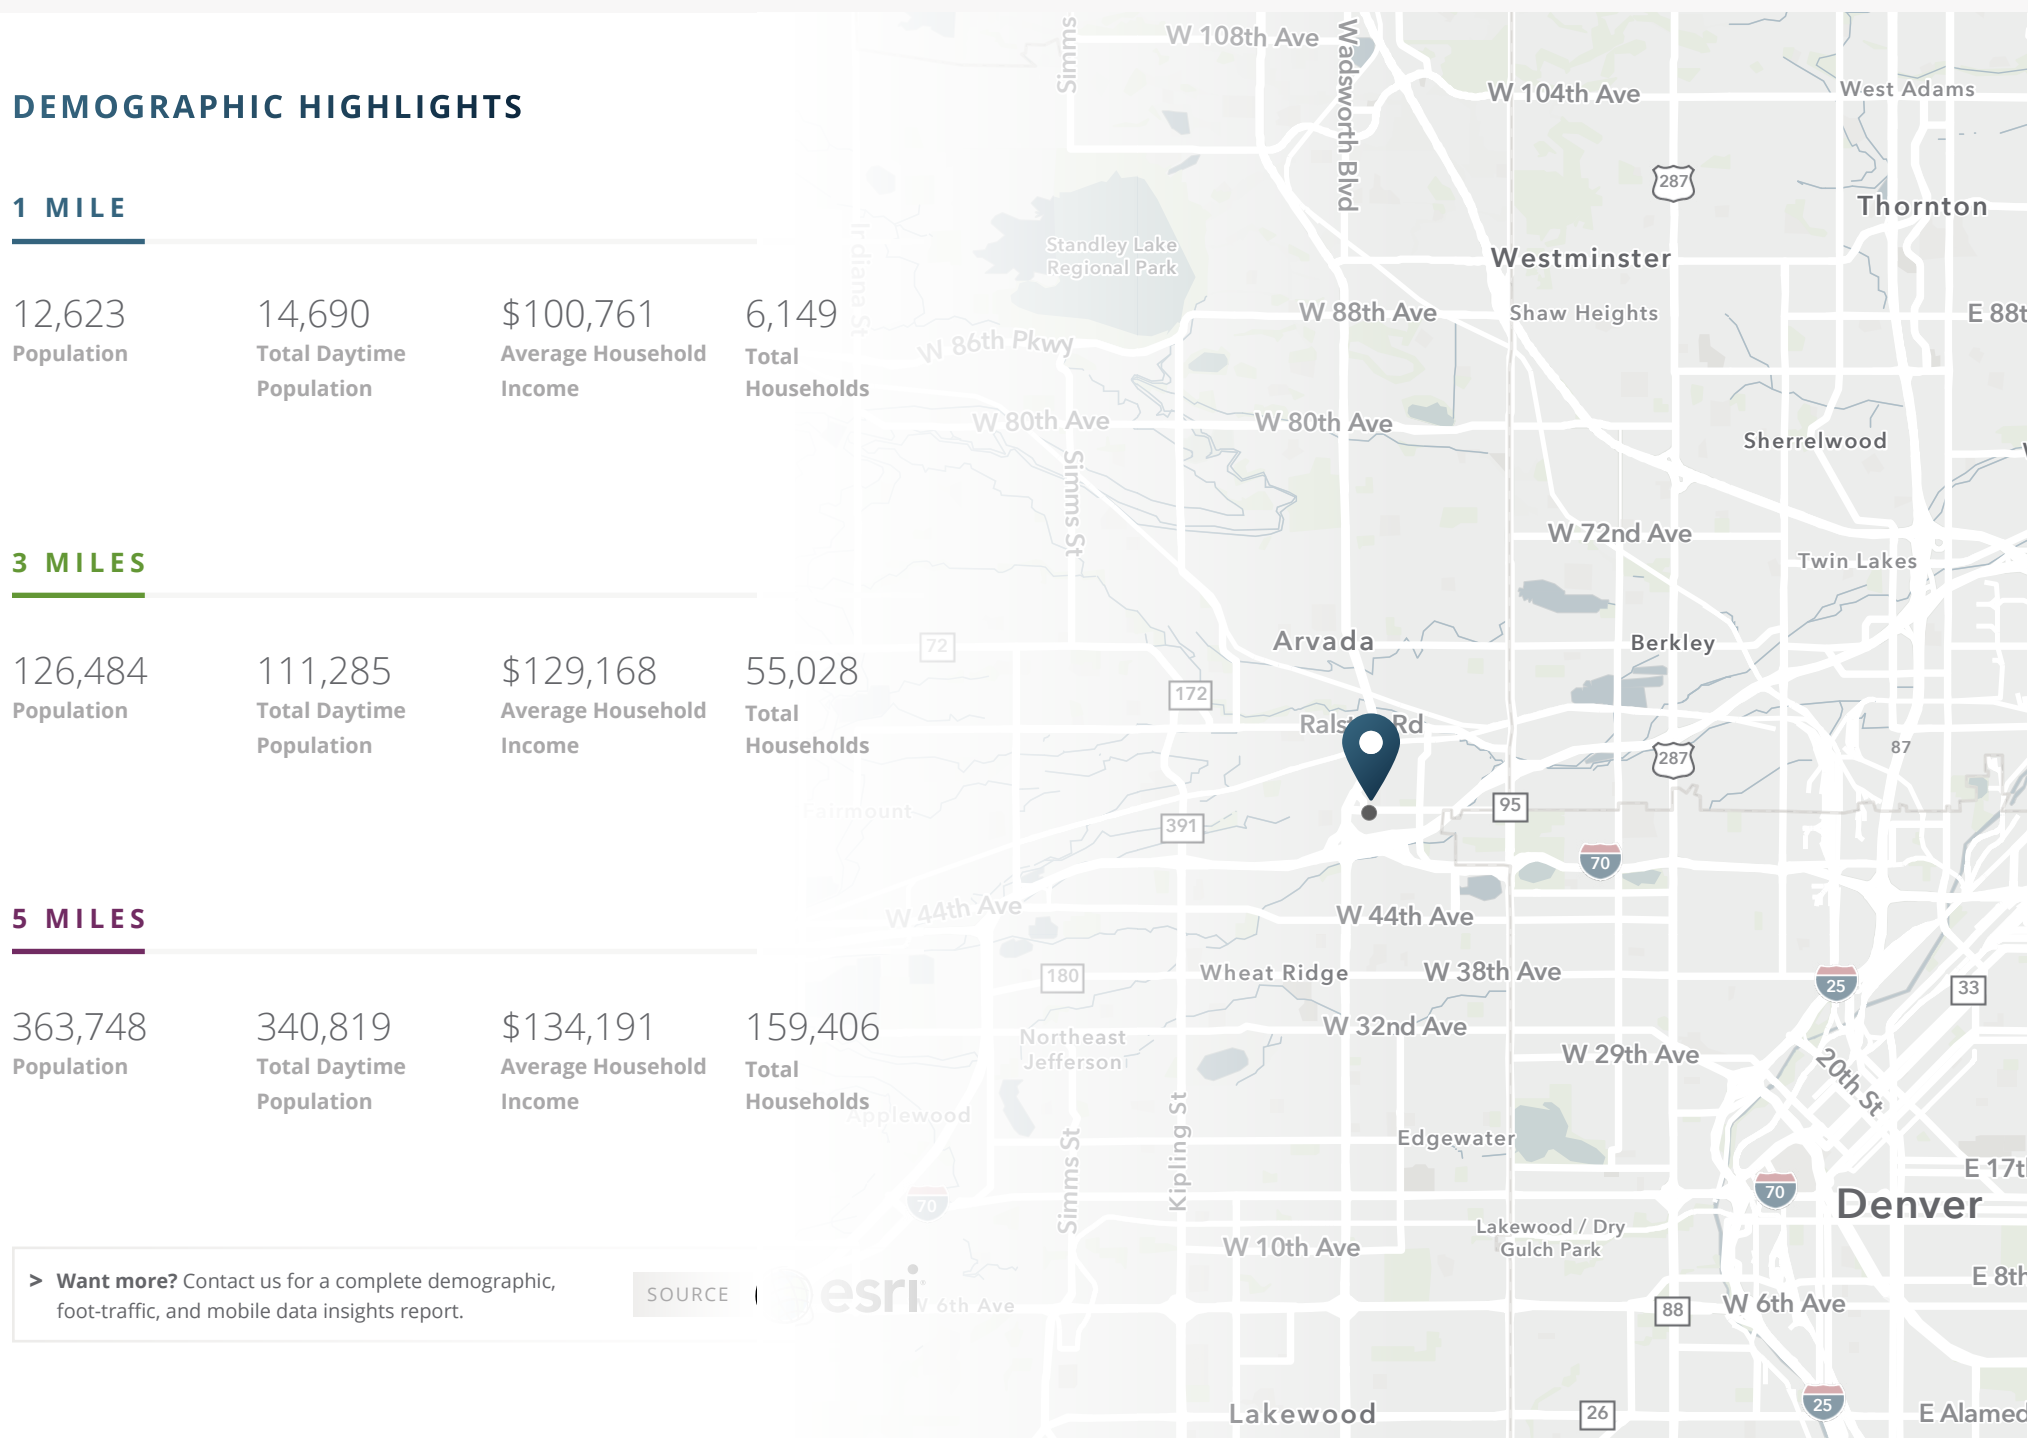 DEMOGRAPHIC HIGHLIGHTS
1 MILE
12,623
Population
14,690
Total Daytime
Population
$100,761
Average Household
Income
6,149
Total
Households
3 MILES
126,484
Population
111,285
Total Daytime
Population
$129,168
Average Household
Income
55,028
Total
Households
5 MILES
363,748
Population
340,819
Total Daytime
Population
$134,191
Average Household
Income
159,406
Total
Households
> Want more? Contact us for a complete demographic,
foot-traffic, and mobile data insights report.
SOURCE
esri
Simms
W 108th Ave
Wadsworth Blvd
W 104th Ave
West Adams
287
Thornton
Standley Lake
Regional Park
Westminster
Indiana St
W 88th Ave
Shaw Heights
E 88t
W 86th Pkwy
W 80th Ave
W 80th Ave
Sherrelwood
Simms St
W 72nd Ave
Twin Lakes
72
Arvada
Berkley
172
Rals Rd
287
87
Fairmount
391
95
70
W 44th Ave
W 44th Ave
180
Wheat Ridge
W 38th Ave
25
33
Northeast
Jefferson
W 32nd Ave
W 29th Ave
20th St
Applewood
Simms St
Kipling St
Edgewater
E 17t
70
70
Denver
Lakewood / Dry
Gulch Park
W 10th Ave
E 8th
W 6th Ave
88
W 6th Ave
Lakewood
26
25
E Alamed